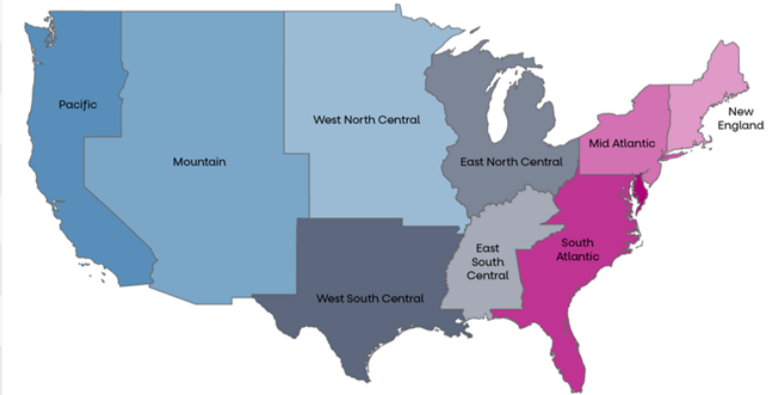 Pacific
Mountain
West North Central
East North Central
Mid Atlantic
New
England
East
South
Central
South
Atlantic
West South Central